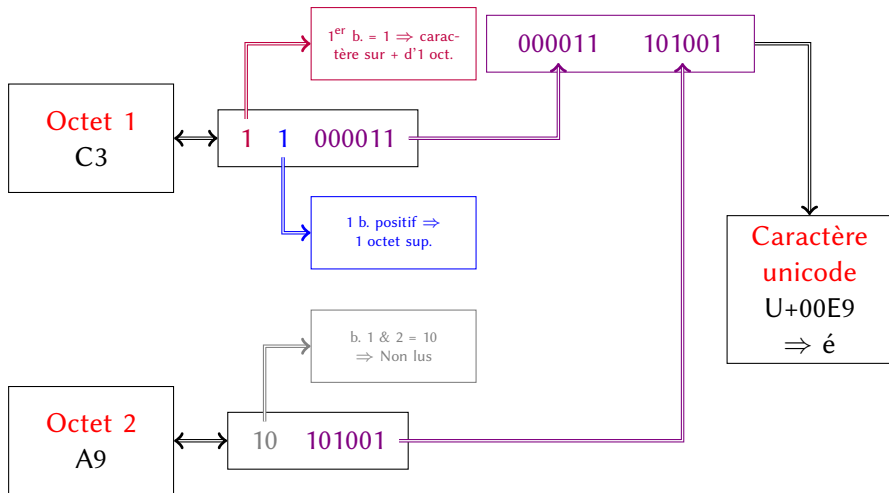 1er b. = 1 ⇒ carac-
tère sur + d'1 oct.
000011 101001
Octet 1
C3
1 1 000011
1 b. positif ⇒
1 octet sup.
Caractère
unicode
U+00E9
⇒ é
b. 1 & 2 = 10
⇒ Non lus
Octet 2
A9
10 101001